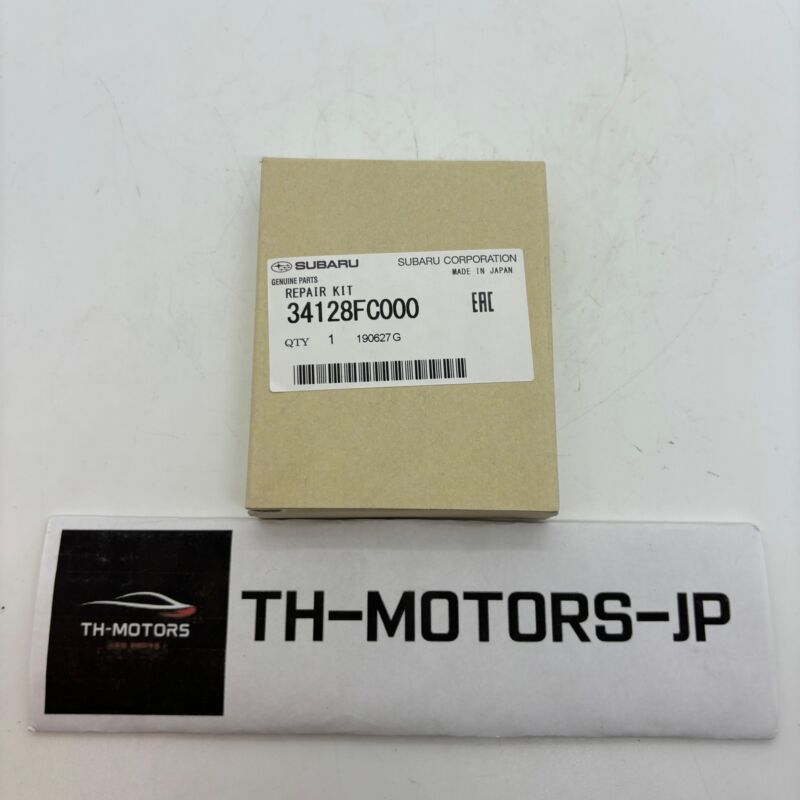 SUBARU
SUBARU CORPORATION
MADE IN JAPAN
GENUINE PARTS
REPAIR KIT
34128FC000
EAC
QTY 1 190627G
TH-MOTORS
TH-MOTORS-JP